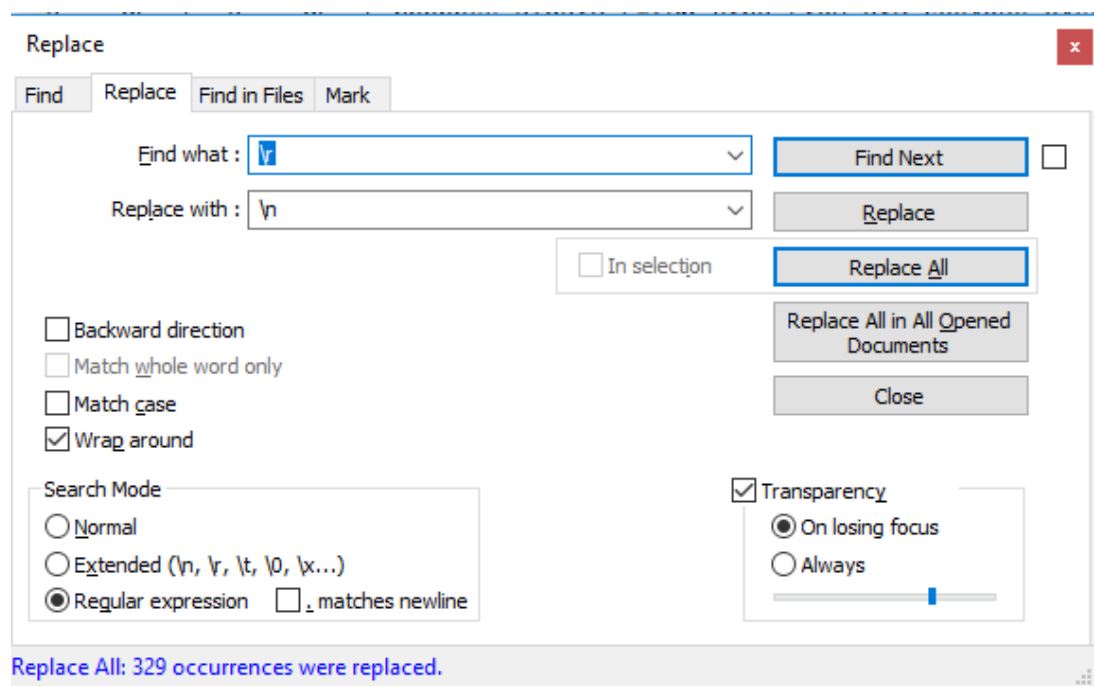 Replace
x
Find Replace Find in Files Mark
Find what : \r Find Next
Replace with : \n Replace
In selection Replace All
Backward direction Replace All in All Opened
Documents
Match whole word only
Match case Close
Wrap around
Search Mode Transparency
Normal On losing focus
Extended (\n, \r, \t, \0, \x...) Always
Regular expression . matches newline
Replace All: 329 occurrences were replaced.